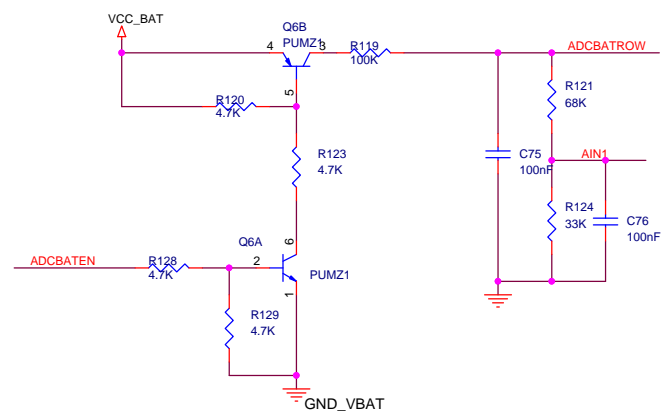 VCC_BAT
Q6B
PUMZ1
4
3
5
R119
100K
ADCBATROW
R120
4.7K
R121
68K
R123
4.7K
C75
100nF
AIN1
R124
33K
C76
100nF
Q6A
6
2
1
PUMZ1
ADCBATEN
R128
4.7K
R129
4.7K
GND_VBAT